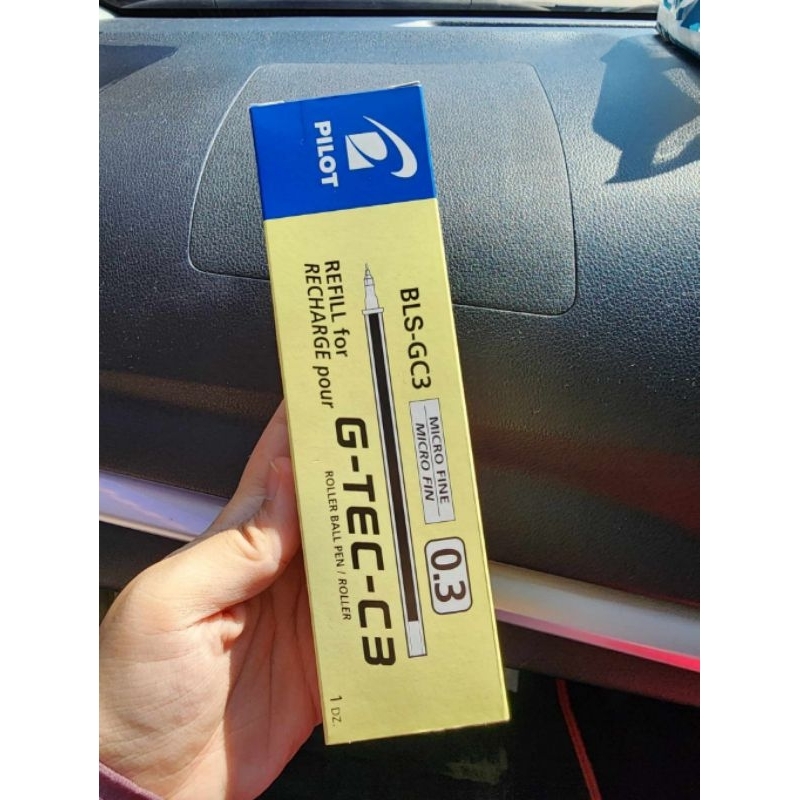 PILOT
BLS-GC3
MICRO FINE
MICRO FIN
0.3
REFILL for
RECHARGE pour
G-TEC-C3
ROLLER BALL PEN / ROLLER
1 DZ.